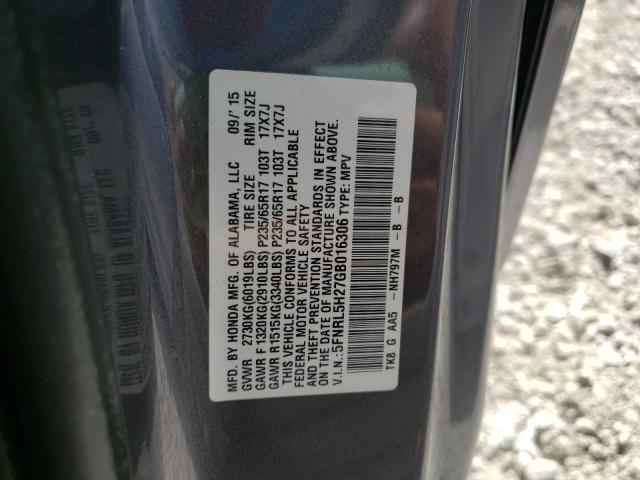 MFD. BY HONDA MFG. OF ALABAMA, LLC 09/'15
GVWR 2730KG(6019LBS) TIRE SIZE RIM SIZE
GAWR F 1320KG(2910LBS) P235/65R17 103T 17X7J
GAWR R 1515KG(3340LBS) P235/65R17 103T 17X7J
THIS VEHICLE CONFORMS TO ALL APPLICABLE
FEDERAL MOTOR VEHICLE SAFETY
AND THEFT PREVENTION STANDARDS IN EFFECT
ON THE DATE OF MANUFACTURE SHOWN ABOVE.
V.I.N.:5FNRL5H27GB016306 TYPE: MPV
TK8 G AA5 -NH797M -B -B